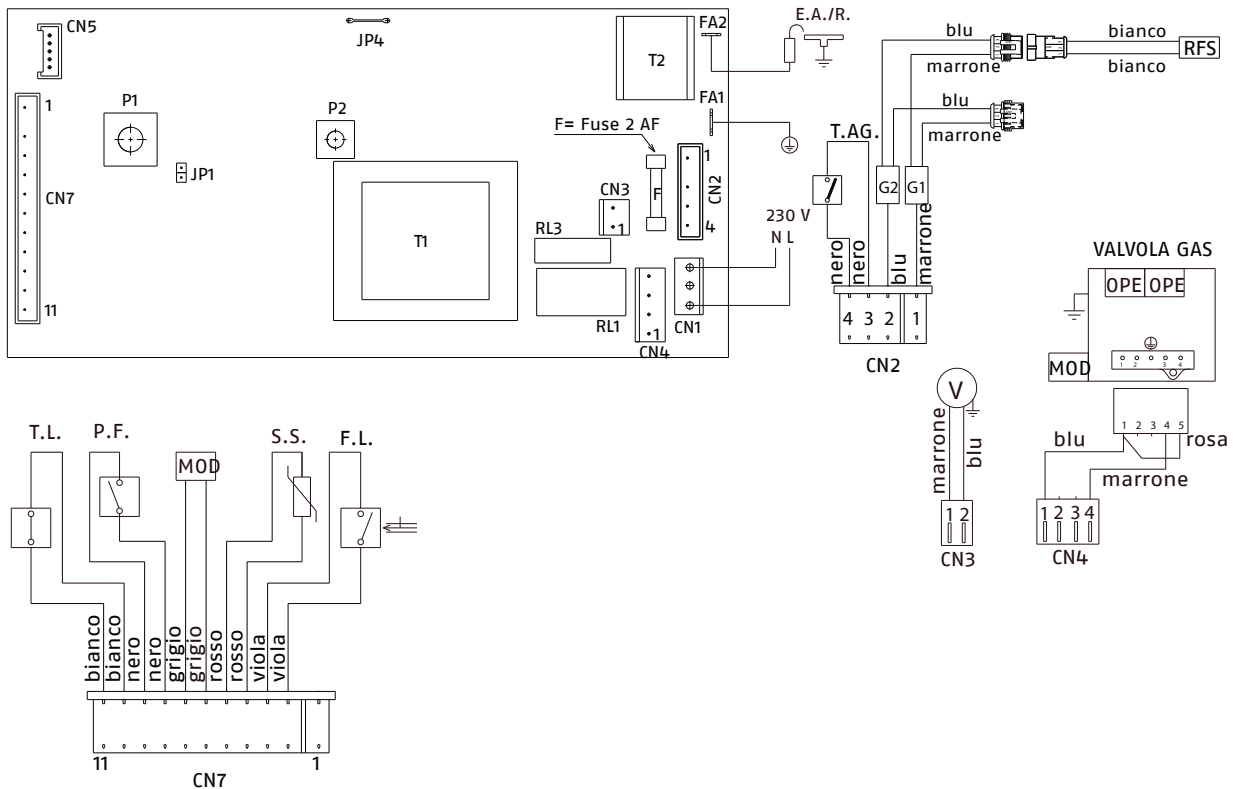 CN5
JP4
FA2
E.A./R.
T2
P1
P2
FA1
F= Fuse 2 AF
1
JP1
CN7
11
T1
CN3
1
F
1
CN2
4
RL3
RL1
1
CN4
CN1
230 V
N L
blu
marrone
bianco
bianco
RFS
blu
marrone
T.AG.
G2
G1
nero
nero
blu
marrone
4 3 2 1
CN2
VALVOLA GAS
OPE OPE
MOD
1 2 3 4
1 2 3 4 5
blu
rosa
marrone
1 2 3 4
CN4
V
marrone
blu
1 2
CN3
T.L.
P.F.
MOD
S.S.
F.L.
bianco
bianco
nero
nero
grigio
grigio
rosso
rosso
viola
viola
11
1
CN7